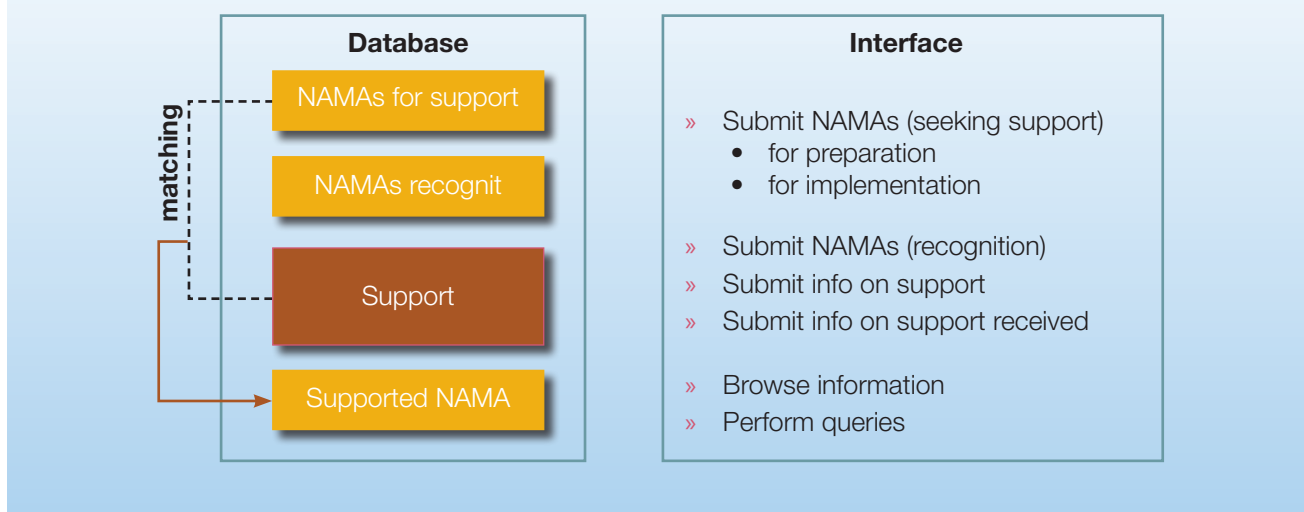 Database
matching
NAMAs for support
NAMAs recognit
Support
Supported NAMA
Interface
» Submit NAMAs (seeking support)
• for preparation
• for implementation
» Submit NAMAs (recognition)
» Submit info on support
» Submit info on support received
» Browse information
» Perform queries